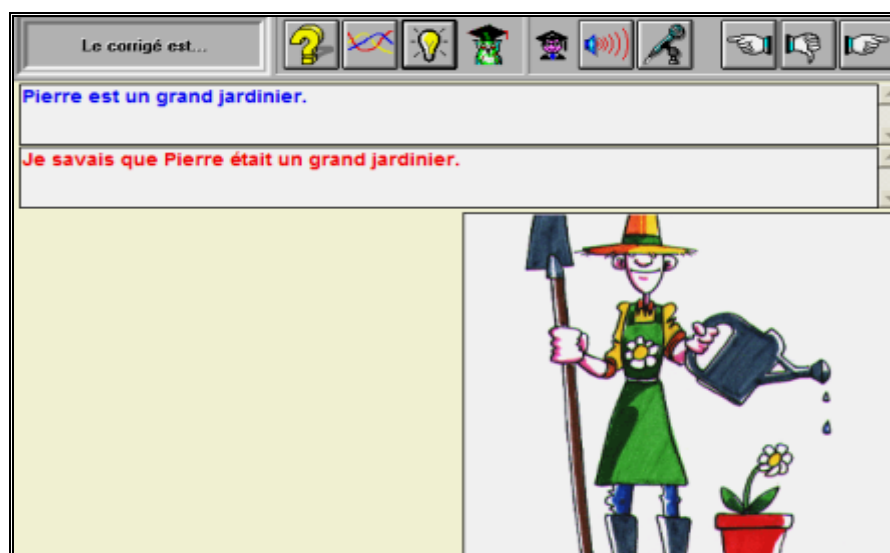 Le corrigé est...
Pierre est un grand jardinier.
Je savais que Pierre était un grand jardinier.